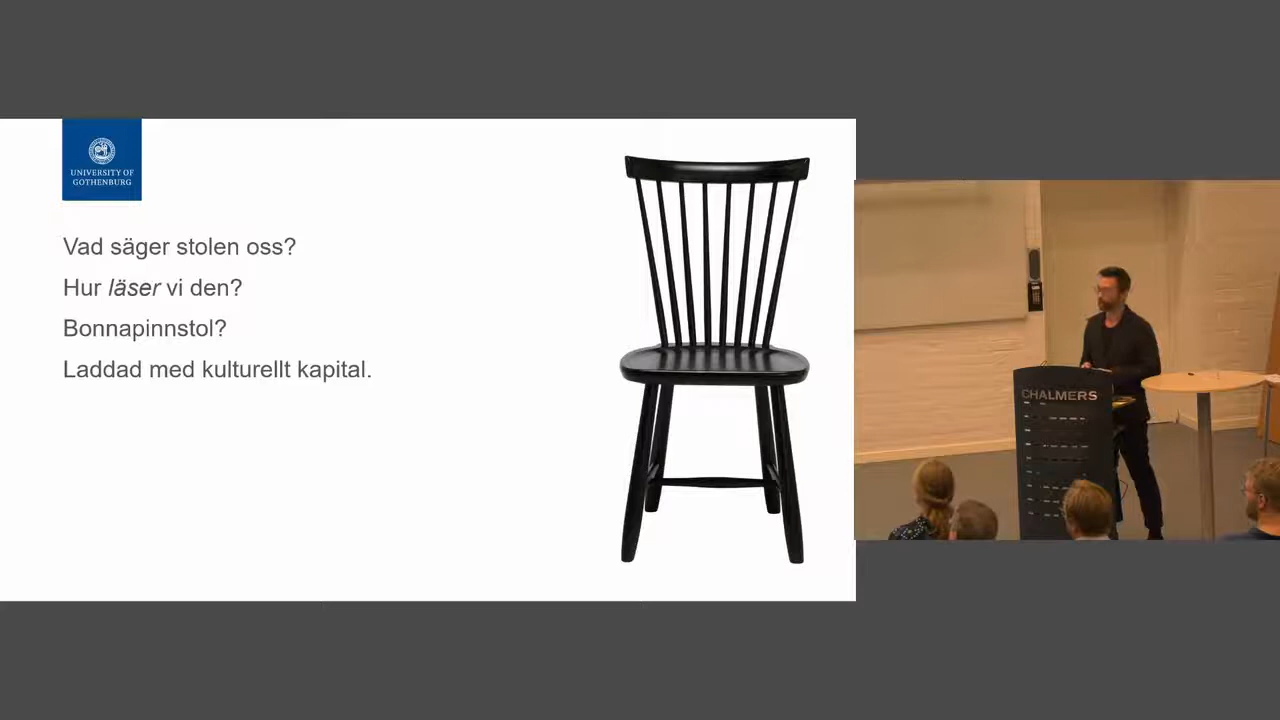 UNIVERSITY OF
GOTHENBURG
Vad säger stolen oss?
Hur läser vi den?
Bonnapinnstol?
Laddad med kulturellt kapital.
CHALMERS